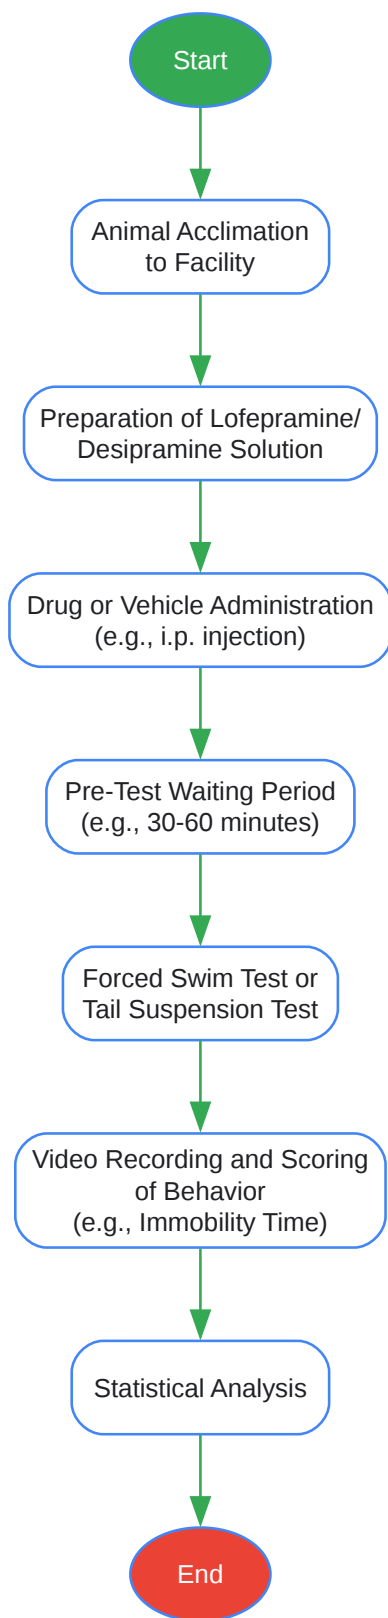 Start
Animal Acclimation
to Facility
Preparation of Lofepramine/
Desipramine Solution
Drug or Vehicle Administration
(e.g., i.p. injection)
Pre-Test Waiting Period
(e.g., 30-60 minutes)
Forced Swim Test or
Tail Suspension Test
Video Recording and Scoring
of Behavior
(e.g., Immobility Time)
Statistical Analysis
End